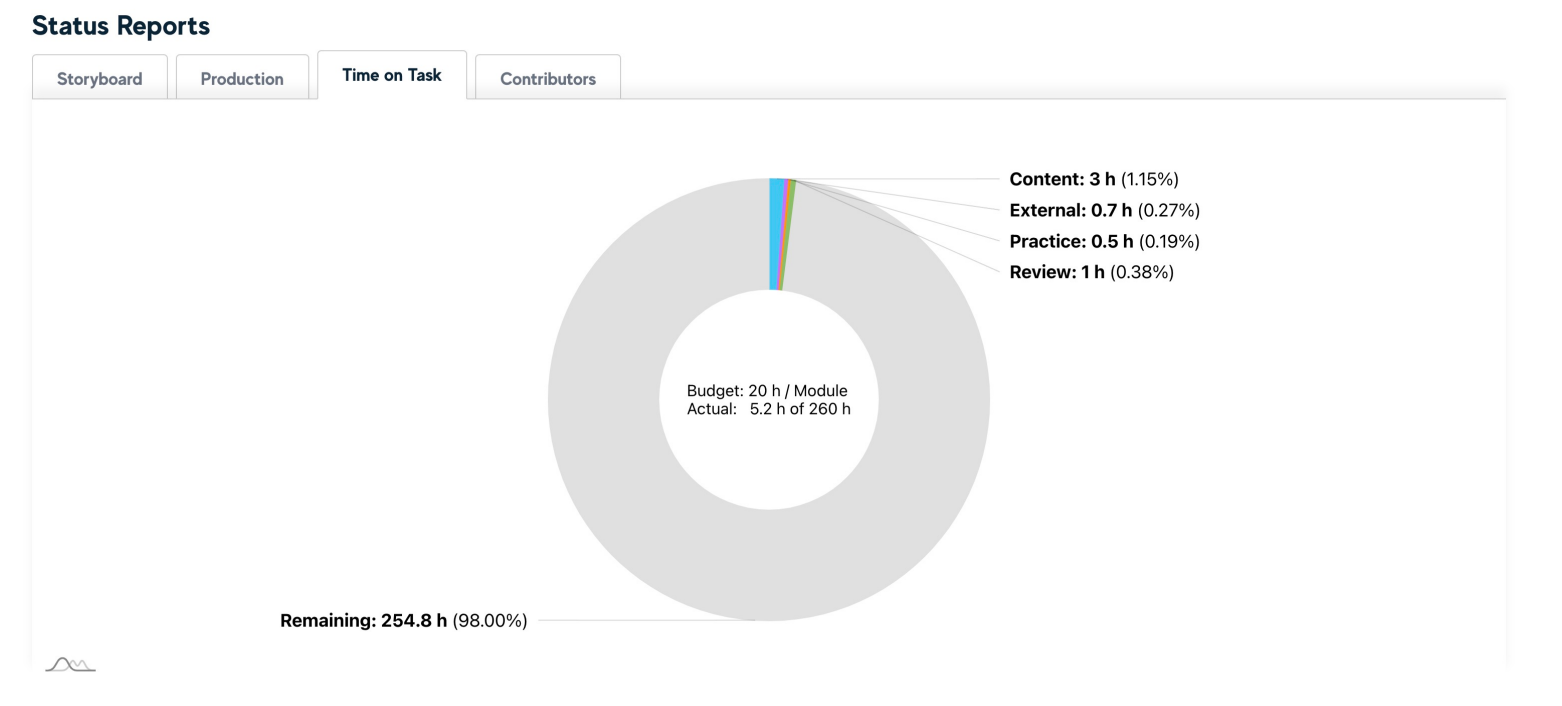 Status Reports
Storyboard
Production
Time on Task
Contributors
Content: 3 h (1.15%)
External: 0.7 h (0.27%)
Practice: 0.5 h (0.19%)
Review: 1 h (0.38%)
Budget: 20 h / Module
Actual: 5.2 h of 260 h
Remaining: 254.8 h (98.00%)